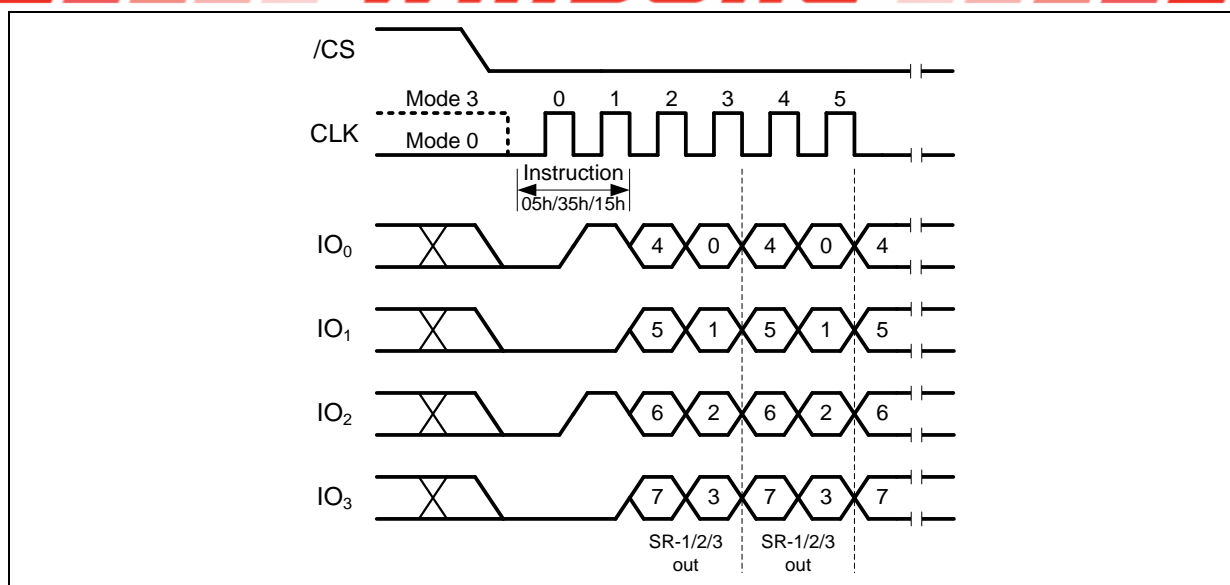 /CS
Mode 3 0 1 2 3 4 5
CLK
Mode 0
Instruction
05h/35h/15h
IO₀ 4 0 4 0 4
IO₁ 5 1 5 1 5
IO₂ 6 2 6 2 6
IO₃ 7 3 7 3 7
SR-1/2/3 SR-1/2/3
out out